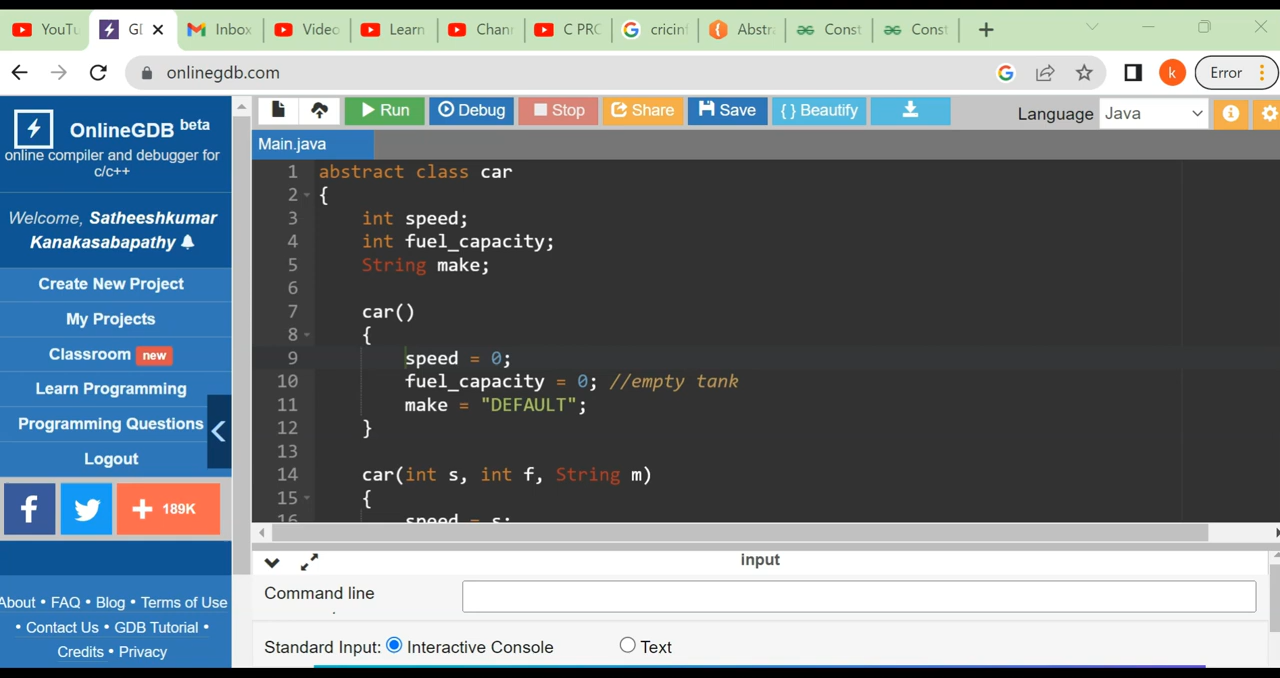 YouTu
GI
Inbox
Video
Learn
Chann
C PRO
cricinf
Abstra
Const
Const
onlinegdb.com
Error
OnlineGDB beta
online compiler and debugger for
c/c++
Welcome, Satheeshkumar
Kanakasabapathy
Create New Project
My Projects
Classroom new
Learn Programming
Programming Questions
Logout
189K
About • FAQ • Blog • Terms of Use
• Contact Us • GDB Tutorial •
Credits • Privacy
Run
Debug
Stop
Share
Save
{ } Beautify
Language Java
Main.java
1 abstract class car
2 {
3 int speed;
4 int fuel_capacity;
5 String make;
6
7 car()
8 {
9 speed = 0;
10 fuel_capacity = 0; //empty tank
11 make = "DEFAULT";
12 }
13
14 car(int s, int f, String m)
15 {
16 speed = s;
input
Command line
Standard Input: Interactive Console Text